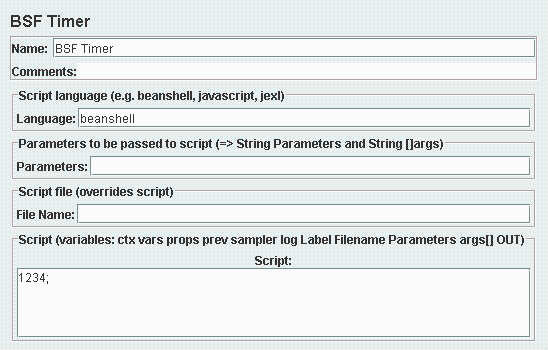 BSF Timer
Name: BSF Timer
Comments:
Script language (e.g. beanshell, javascript, jexl)
Language: beanshell
Parameters to be passed to script (=> String Parameters and String []args)
Parameters:
Script file (overrides script)
File Name:
Script (variables: ctx vars props prev sampler log Label Filename Parameters args[] OUT)
Script:
1234;